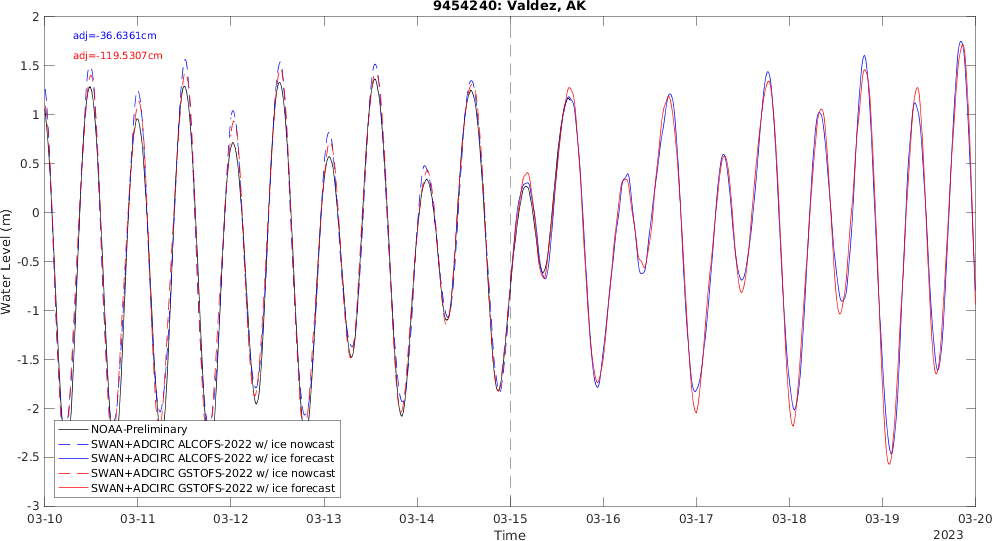 9454240: Valdez, AK
adj=-36.6361cm
adj=-119.5307cm
Water Level (m)
2
1.5
1
0.5
0
-0.5
-1
-1.5
-2
-2.5
-3
NOAA-Preliminary
SWAN+ADCIRC ALCOFS-2022 w/ ice nowcast
SWAN+ADCIRC ALCOFS-2022 w/ ice forecast
SWAN+ADCIRC GSTOFS-2022 w/ ice nowcast
SWAN+ADCIRC GSTOFS-2022 w/ ice forecast
03-10 03-11 03-12 03-13 03-14 03-15 03-16 03-17 03-18 03-19 03-20
Time
2023